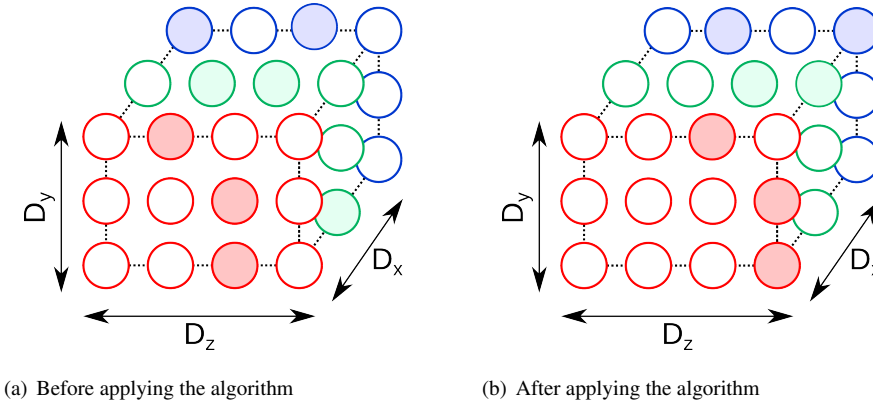 Dy
Dx
Dz
(a) Before applying the algorithm
Dy
D
Dz
(b) After applying the algorithm